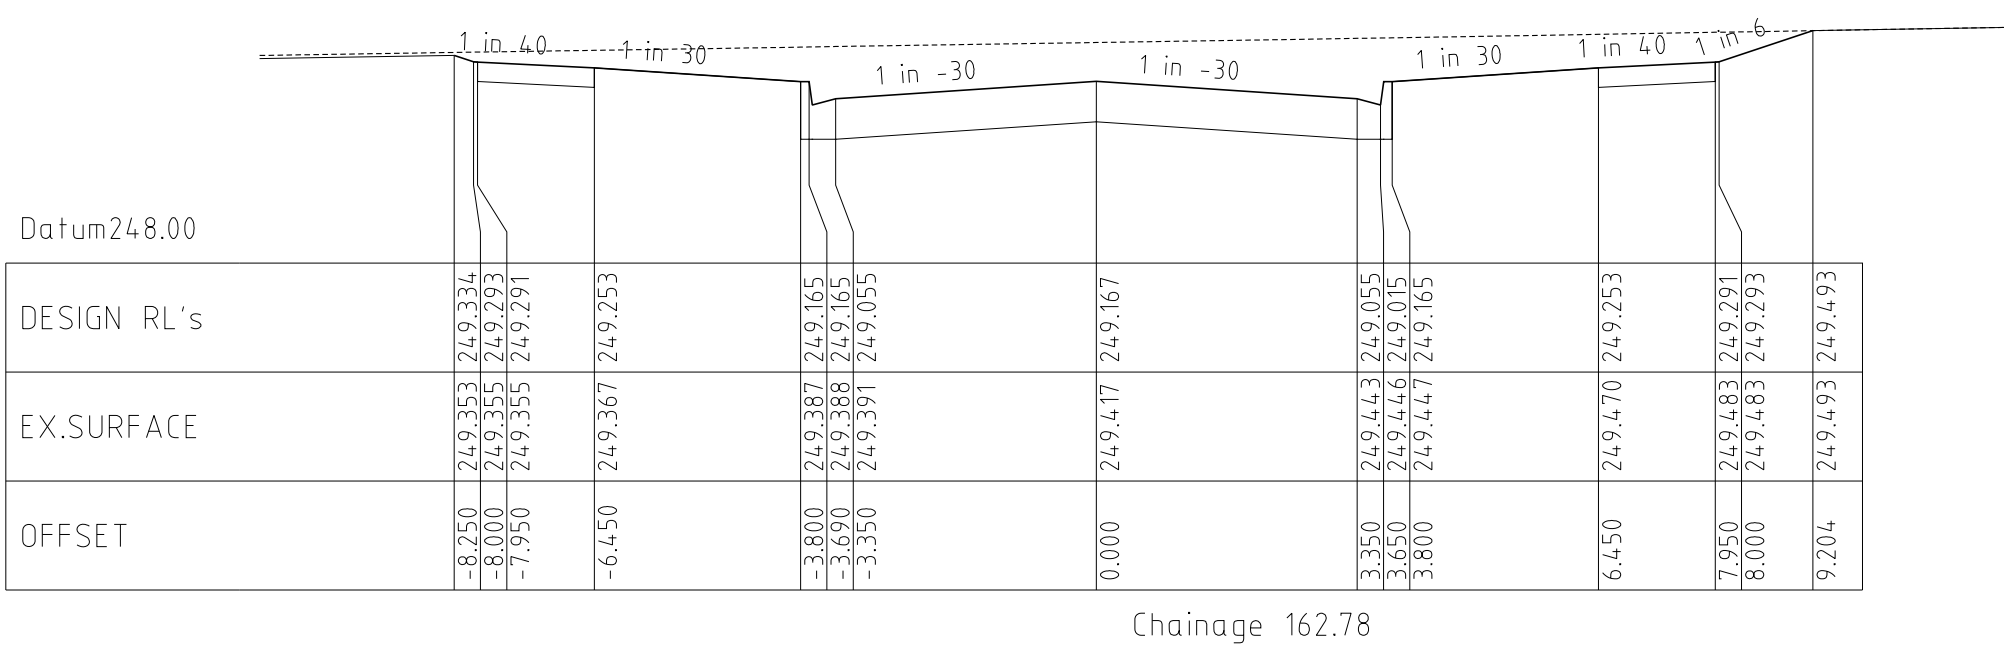 1 in 40
1 in 30
1 in -30
1 in -30
1 in 30
1 in 40
1 in 6
Datum248.00
DESIGN RL's 249.334 249.293 249.291 249.253 249.165 249.165 249.055 249.167 249.055 249.015 249.165 249.253 249.291 249.293 249.493
EX.SURFACE 249.353 249.355 249.355 249.367 249.387 249.388 249.391 249.417 249.443 249.446 249.447 249.470 249.483 249.483 249.493
OFFSET -8.250 -8.000 -7.950 -6.450 -3.800 -3.690 -3.350 0.000 3.350 3.650 3.800 6.450 7.950 8.000 9.204
Chainage 162.78